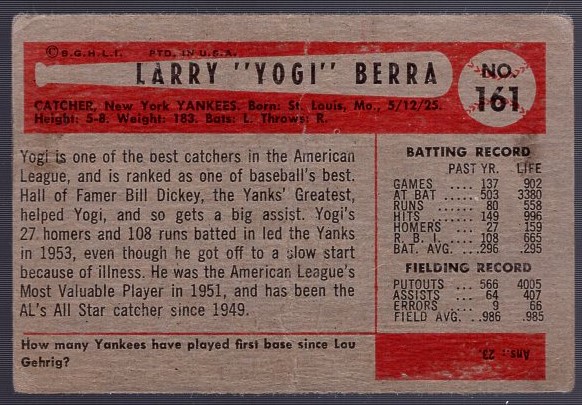 © B.G.H.L.I. PTD. IN U.S.A.
LARRY "YOGI" BERRA
NO. 161
CATCHER, New York YANKEES. Born: St. Louis, Mo., 5/12/25.
Height: 5-8. Weight: 183. Bats: L. Throws: R.
Yogi is one of the best catchers in the American
League, and is ranked as one of baseball's best.
Hall of Famer Bill Dickey, the Yanks' Greatest,
helped Yogi, and so gets a big assist. Yogi's
27 homers and 108 runs batted in led the Yanks
in 1953, even though he got off to a slow start
because of illness. He was the American League's
Most Valuable Player in 1951, and has been the
AL's All Star catcher since 1949.
How many Yankees have played first base since Lou
Gehrig?
BATTING RECORD
PAST YR. LIFE
GAMES .... 137 902
AT BAT .... 503 3380
RUNS .... 80 558
HITS .... 149 996
HOMERS .... 27 159
R. B. I. .... 108 665
BAT. AVG. .. .296 .295
FIELDING RECORD
PUTOUTS ... 566 4005
ASSISTS ... 64 407
ERRORS .... 9 66
FIELD AVG. .. .986 .985
Ans.: 23.